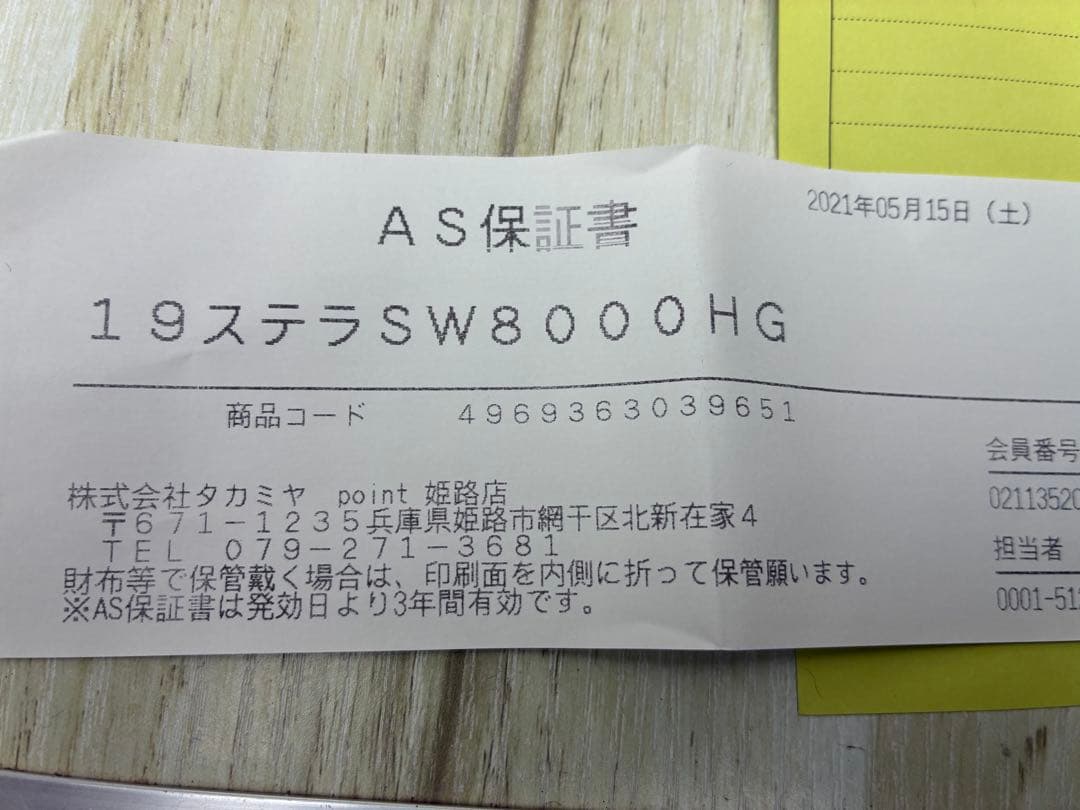 2021年05月15日（土）
ＡＳ保証書
１９ステラＳＷ８０００ＨＧ
商品コード　４９６９３６３０３９６５１
会員番号
02113520
株式会社タカミヤ　point 姫路店
〒６７１－１２３５兵庫県姫路市網干区北新在家４
ＴＥＬ　０７９－２７１－３６８１
担当者
財布等で保管戴く場合は、印刷面を内側に折って保管願います。
※AS保証書は発効日より3年間有効です。
0001-511